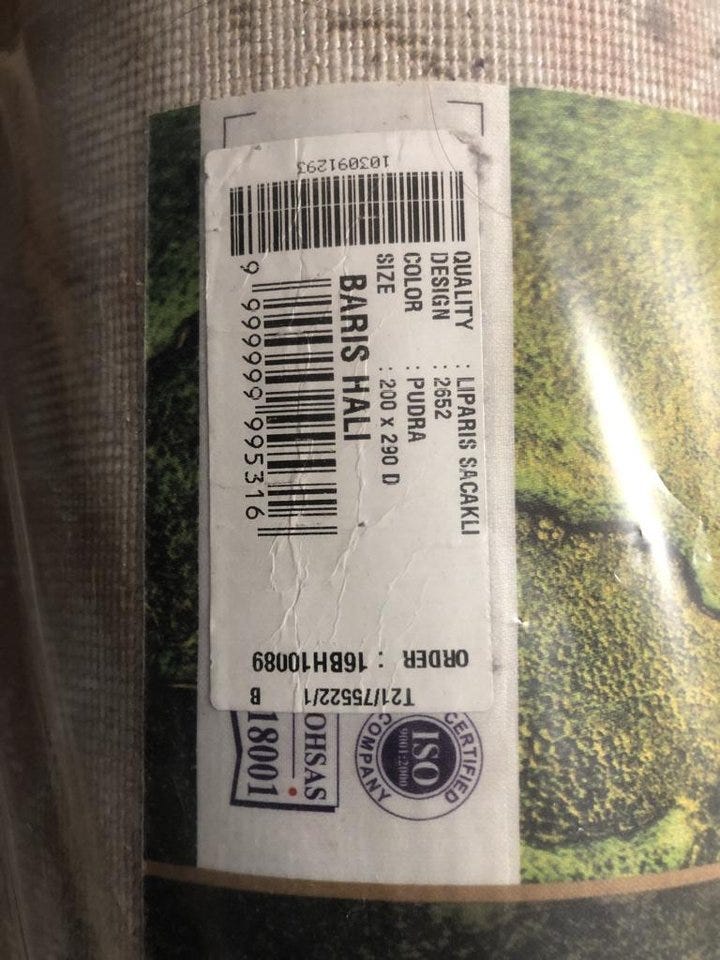 103091293
QUALITY : LIPARIS SACAKLI
DESIGN : 2652
COLOR : PUDRA
SIZE : 200 X 290 D
BARIS HALI
9 999999 995316
ORDER : 16BH10089
T21/75522/1 B
CERTIFIED
ISO
9001:2000
COMPANY
OHSAS
18001